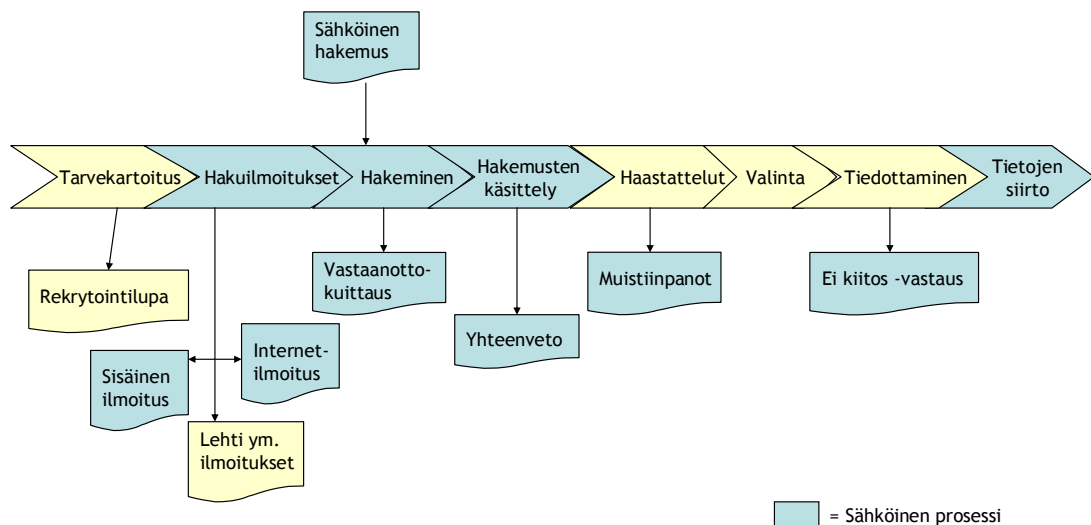 Sähköinen
hakemus
Tarvekartoitus
Hakuilmoitukset
Hakeminen
Hakemusten
käsittely
Haastattelut
Valinta
Tiedottaminen
Tietojen
siirto
Rekrytointilupa
Vastaanotto-
kuittaus
Muistiinpanot
Ei kiitos -vastaus
Yhteenveto
Sisäinen
ilmoitus
Internet-
ilmoitus
Lehti ym.
ilmoitukset
= Sähköinen prosessi